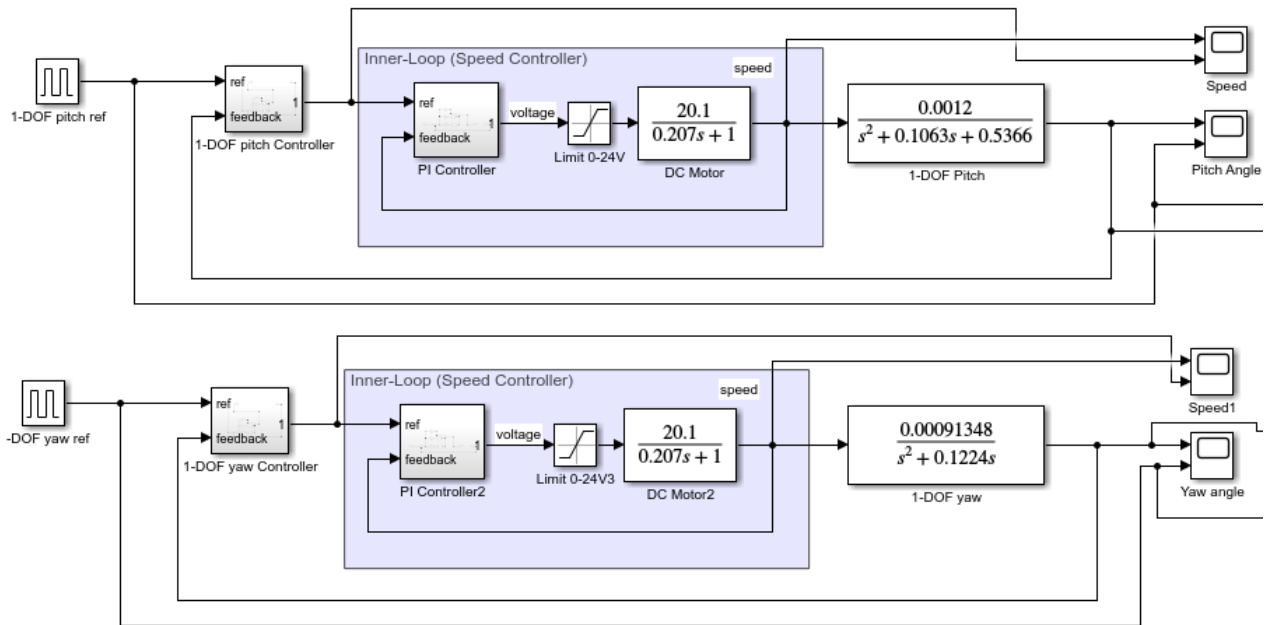 Inner-Loop (Speed Controller)
speed
ref
feedback
1
1-DOF pitch ref
1-DOF pitch Controller
ref
feedback
1
PI Controller
voltage
Limit 0-24V
20.1
0.207s + 1
DC Motor
0.0012
s² + 0.1063s + 0.5366
1-DOF Pitch
Speed
Pitch Angle
Inner-Loop (Speed Controller)
speed
ref
feedback
1
-DOF yaw ref
1-DOF yaw Controller
ref
feedback
1
PI Controller2
voltage
Limit 0-24V3
20.1
0.207s + 1
DC Motor2
0.00091348
s² + 0.1224s
1-DOF yaw
Speed1
Yaw angle